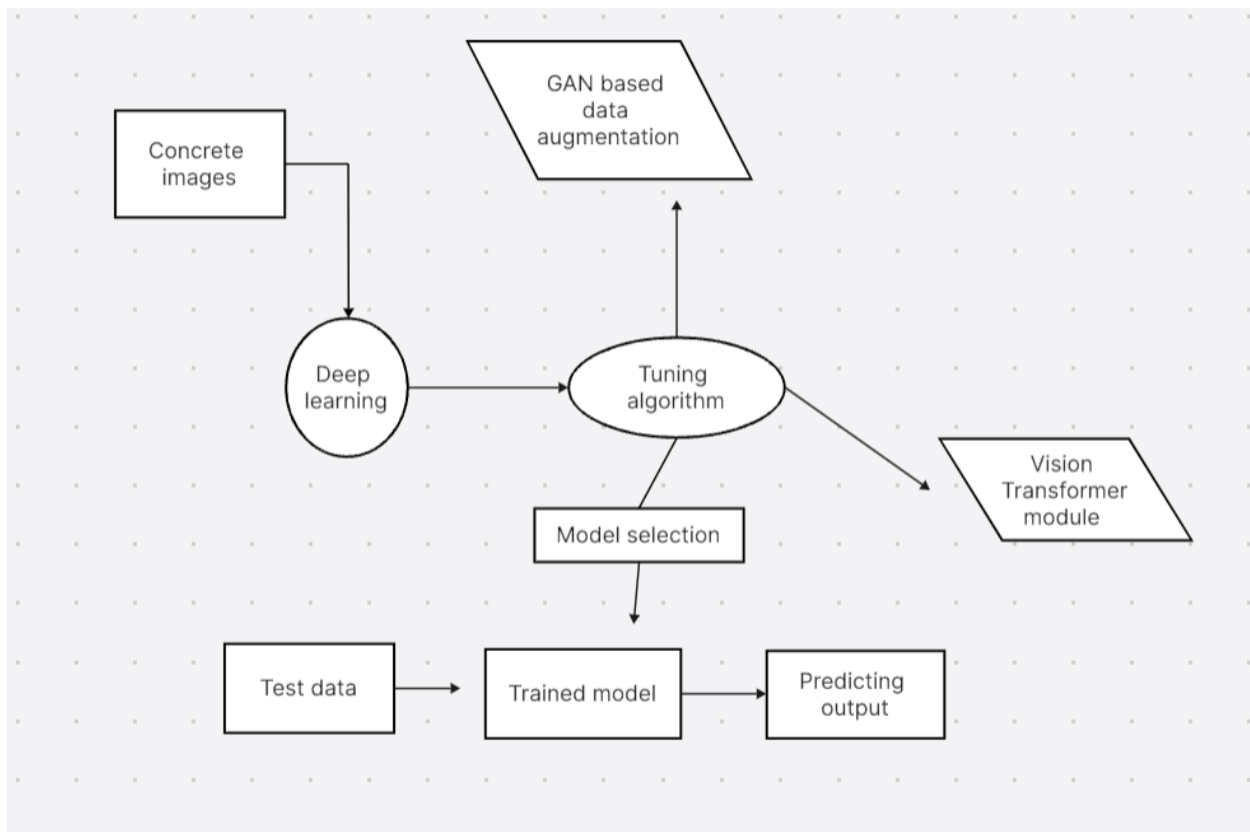 GAN based
data
augmentation
Concrete
images
Deep
learning
Tuning
algorithm
Vision
Transformer
module
Model selection
Test data
Trained model
Predicting
output